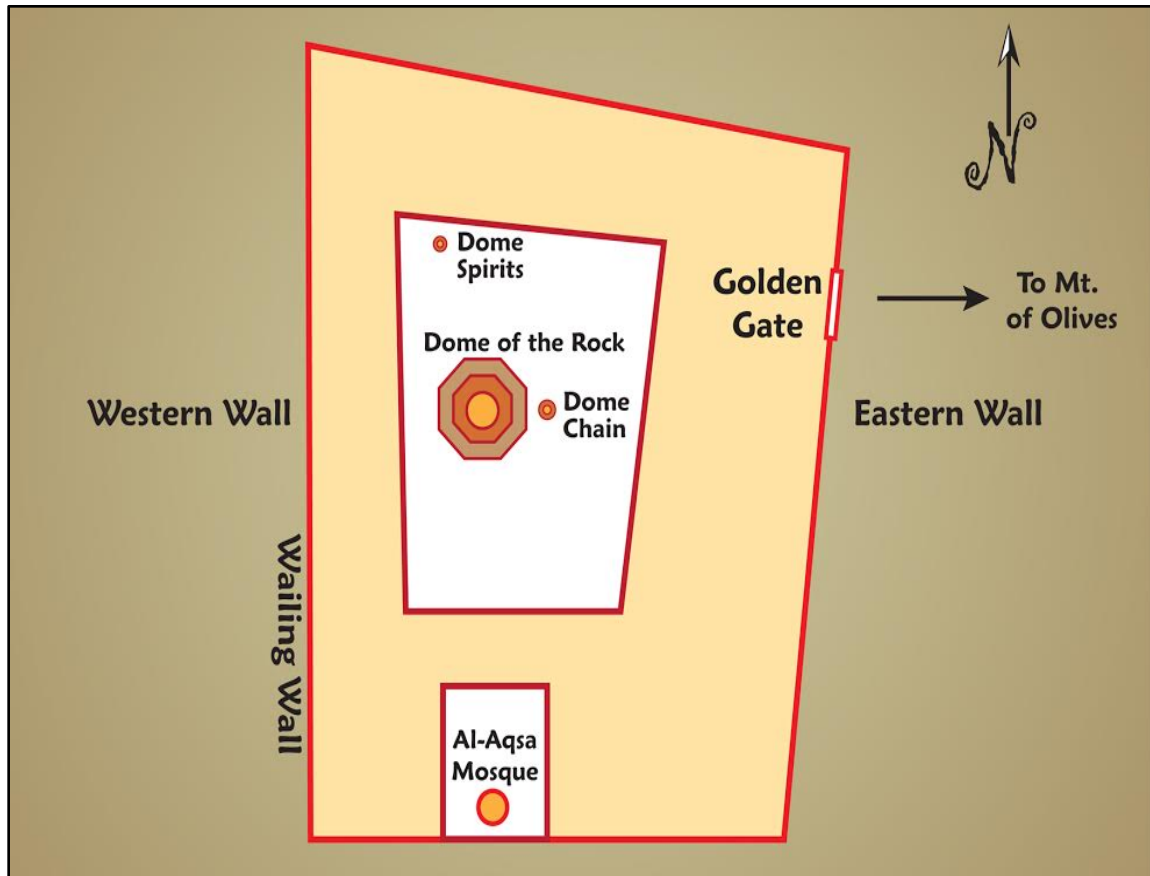 N
Dome
Spirits
Golden
Gate
To Mt.
of Olives
Dome of the Rock
Western Wall
Dome
Chain
Eastern Wall
Wailing Wall
Al-Aqsa
Mosque